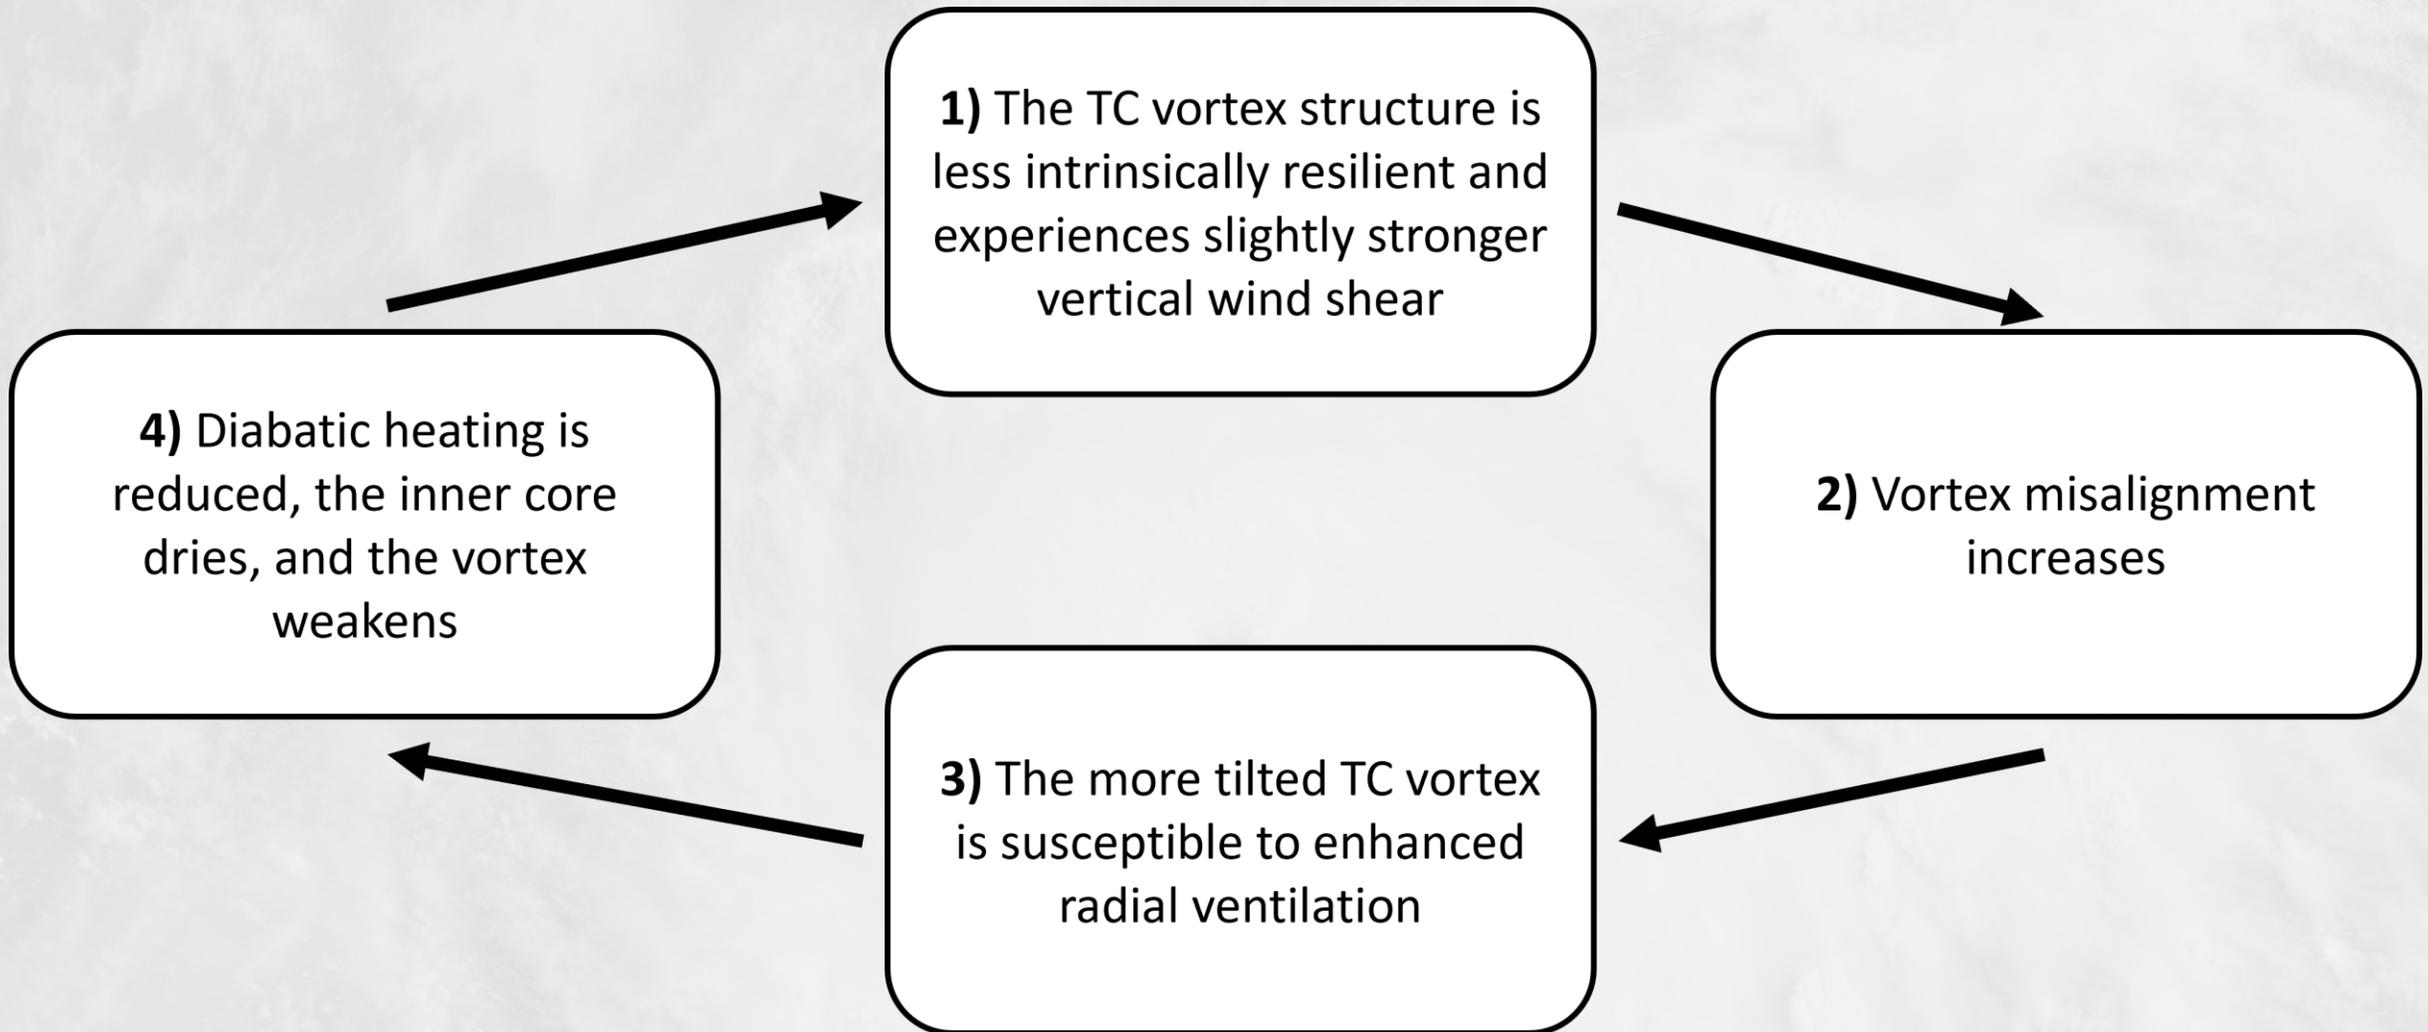 1) The TC vortex structure is
less intrinsically resilient and
experiences slightly stronger
vertical wind shear
2) Vortex misalignment
increases
3) The more tilted TC vortex
is susceptible to enhanced
radial ventilation
4) Diabatic heating is
reduced, the inner core
dries, and the vortex
weakens